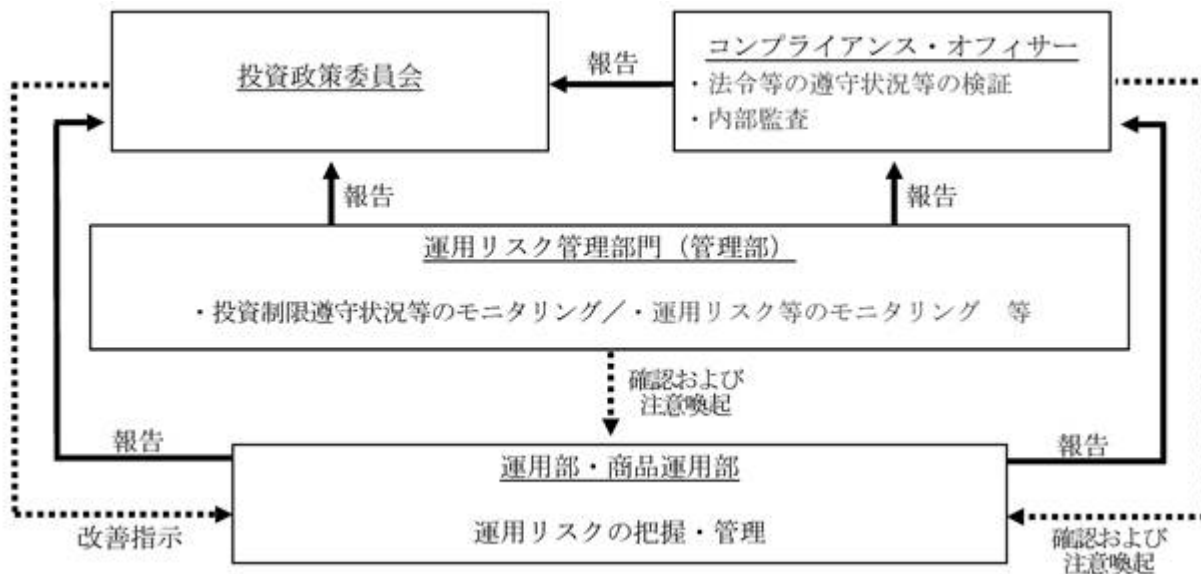 投資政策委員会
報告
コンプライアンス・オフィサー
・法令等の遵守状況等の検証
・内部監査
報告
報告
運用リスク管理部門（管理部）
・投資制限遵守状況等のモニタリング／・運用リスク等のモニタリング　等
確認および
注意喚起
報告
報告
運用部・商品運用部
運用リスクの把握・管理
改善指示
確認および
注意喚起